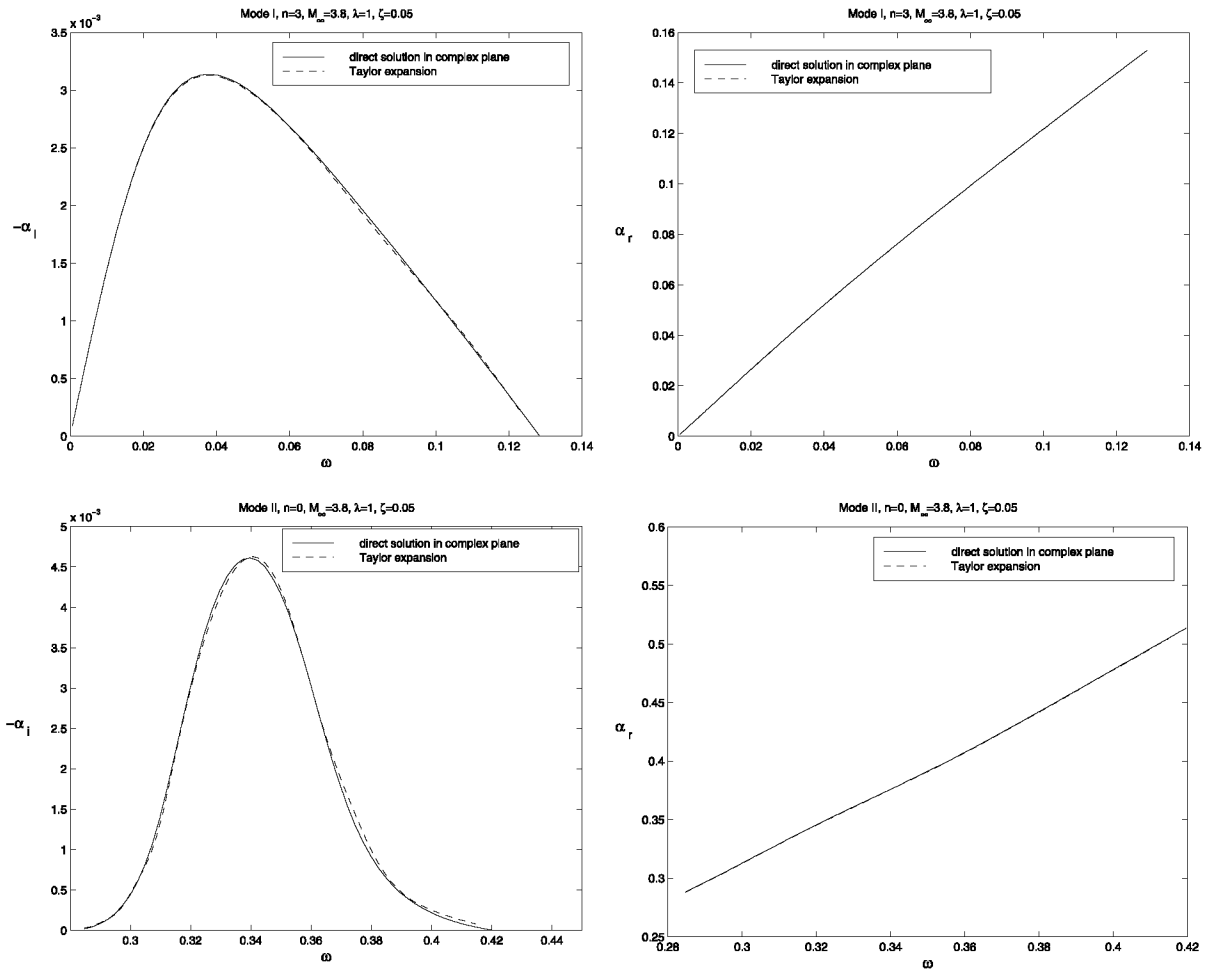 Mode I, n=3, M∞=3.8, λ=1, ζ=0.05
x 10⁻³
3.5
3
2.5
2
1.5
1
0.5
0
−αᵢ
direct solution in complex plane
Taylor expansion
0 0.02 0.04 0.06 0.08 0.1 0.12 0.14
ω
Mode I, n=3, M∞=3.8, λ=1, ζ=0.05
0.16
0.14
0.12
0.1
0.08
0.06
0.04
0.02
0
αᵣ
direct solution in complex plane
Taylor expansion
0 0.02 0.04 0.06 0.08 0.1 0.12 0.14
ω
Mode II, n=0, M∞=3.8, λ=1, ζ=0.05
x 10⁻³
5
4.5
4
3.5
3
2.5
2
1.5
1
0.5
0
−αᵢ
direct solution in complex plane
Taylor expansion
0.3 0.32 0.34 0.36 0.38 0.4 0.42 0.44
ω
Mode II, n=0, M∞=3.8, λ=1, ζ=0.05
0.6
0.55
0.5
0.45
0.4
0.35
0.3
0.25
αᵣ
direct solution in complex plane
Taylor expansion
0.28 0.3 0.32 0.34 0.36 0.38 0.4 0.42
ω